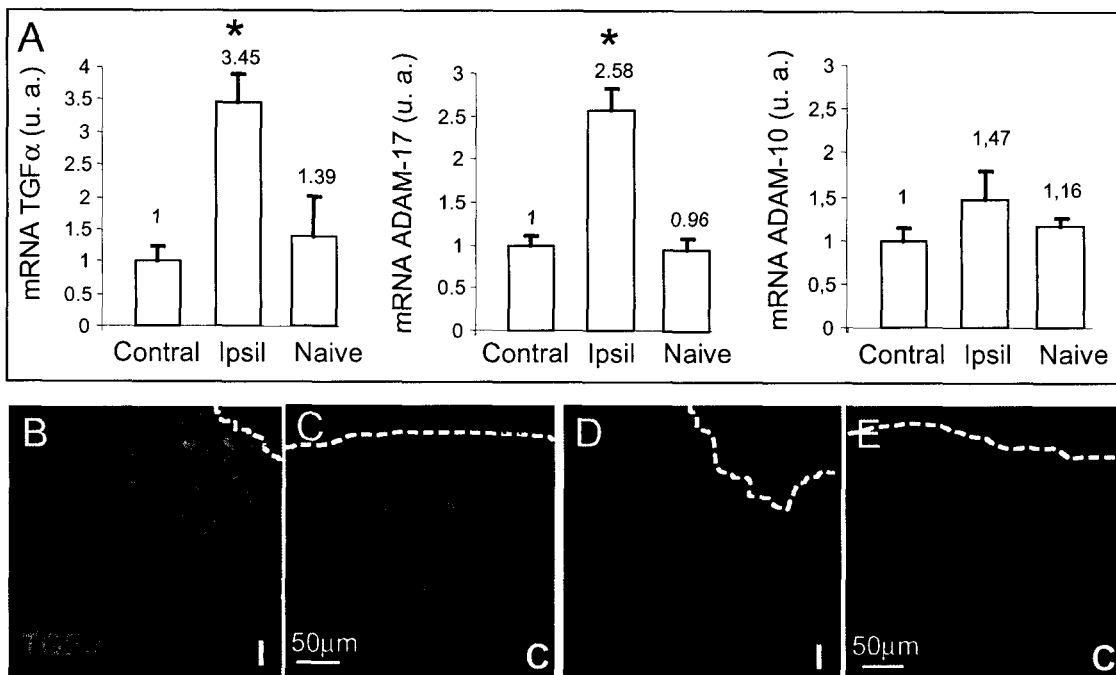 A
mRNA TGFα (u. a.)
4
3.5
3
2.5
2
1.5
1
0.5
0
*
1
3.45
1.39
Contral Ipsil Naive
mRNA ADAM-17 (u. a.)
3
2.5
2
1.5
1
0.5
0
*
1
2.58
0.96
Contral Ipsil Naive
mRNA ADAM-10 (u. a.)
3
2,5
2
1,5
1
0,5
0
1
1,47
1,16
Contral Ipsil Naive
B
I
C
50µm
C
D
I
E
50µm
C